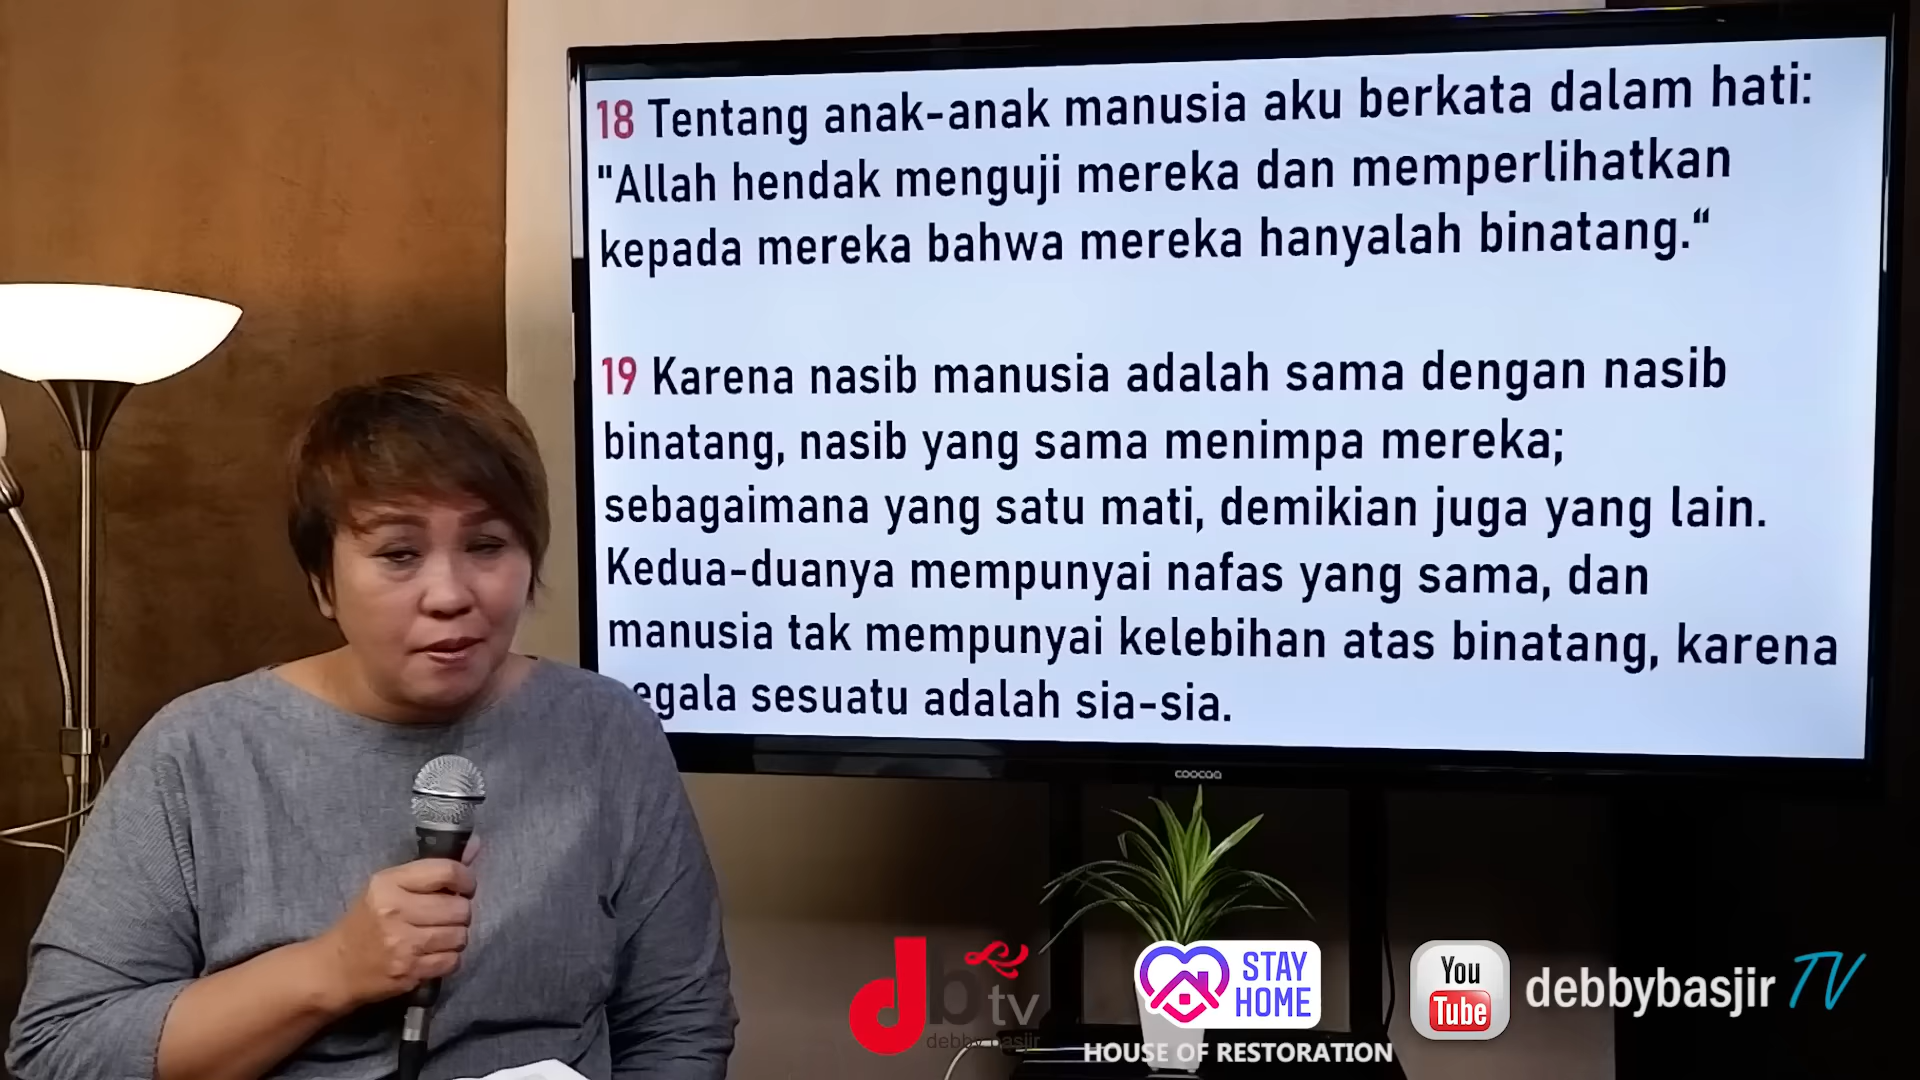 18 Tentang anak-anak manusia aku berkata dalam hati:
"Allah hendak menguji mereka dan memperlihatkan
kepada mereka bahwa mereka hanyalah binatang.“
19 Karena nasib manusia adalah sama dengan nasib
binatang, nasib yang sama menimpa mereka;
sebagaimana yang satu mati, demikian juga yang lain.
Kedua-duanya mempunyai nafas yang sama, dan
manusia tak mempunyai kelebihan atas binatang, karena
egala sesuatu adalah sia-sia.
coocaa
db tv
debby basjir
STAY
HOME
HOUSE OF RESTORATION
You
Tube
debbybasjir TV